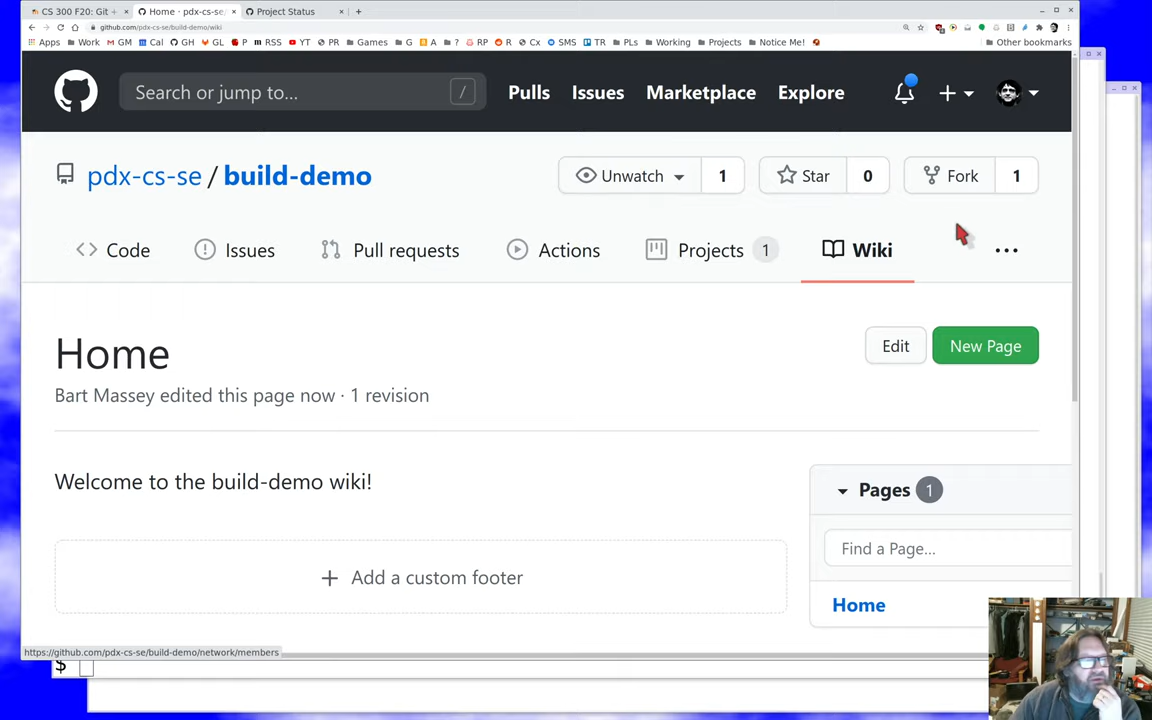 CS 300 F20: Git + × Home · pdx-cs-se/ × Project Status × +
github.com/pdx-cs-se/build-demo/wiki
Apps Work GM Cal GH GL P RSS YT PR Games G A ? RP R Cx SMS TR PLs Working Projects Notice Me! Other bookmarks
Search or jump to... / Pulls Issues Marketplace Explore
pdx-cs-se / build-demo Unwatch 1 Star 0 Fork 1
Code Issues Pull requests Actions Projects 1 Wiki ...
Home Edit New Page
Bart Massey edited this page now · 1 revision
Welcome to the build-demo wiki!
Pages 1
Find a Page...
+ Add a custom footer
Home
https://github.com/pdx-cs-se/build-demo/network/members
$